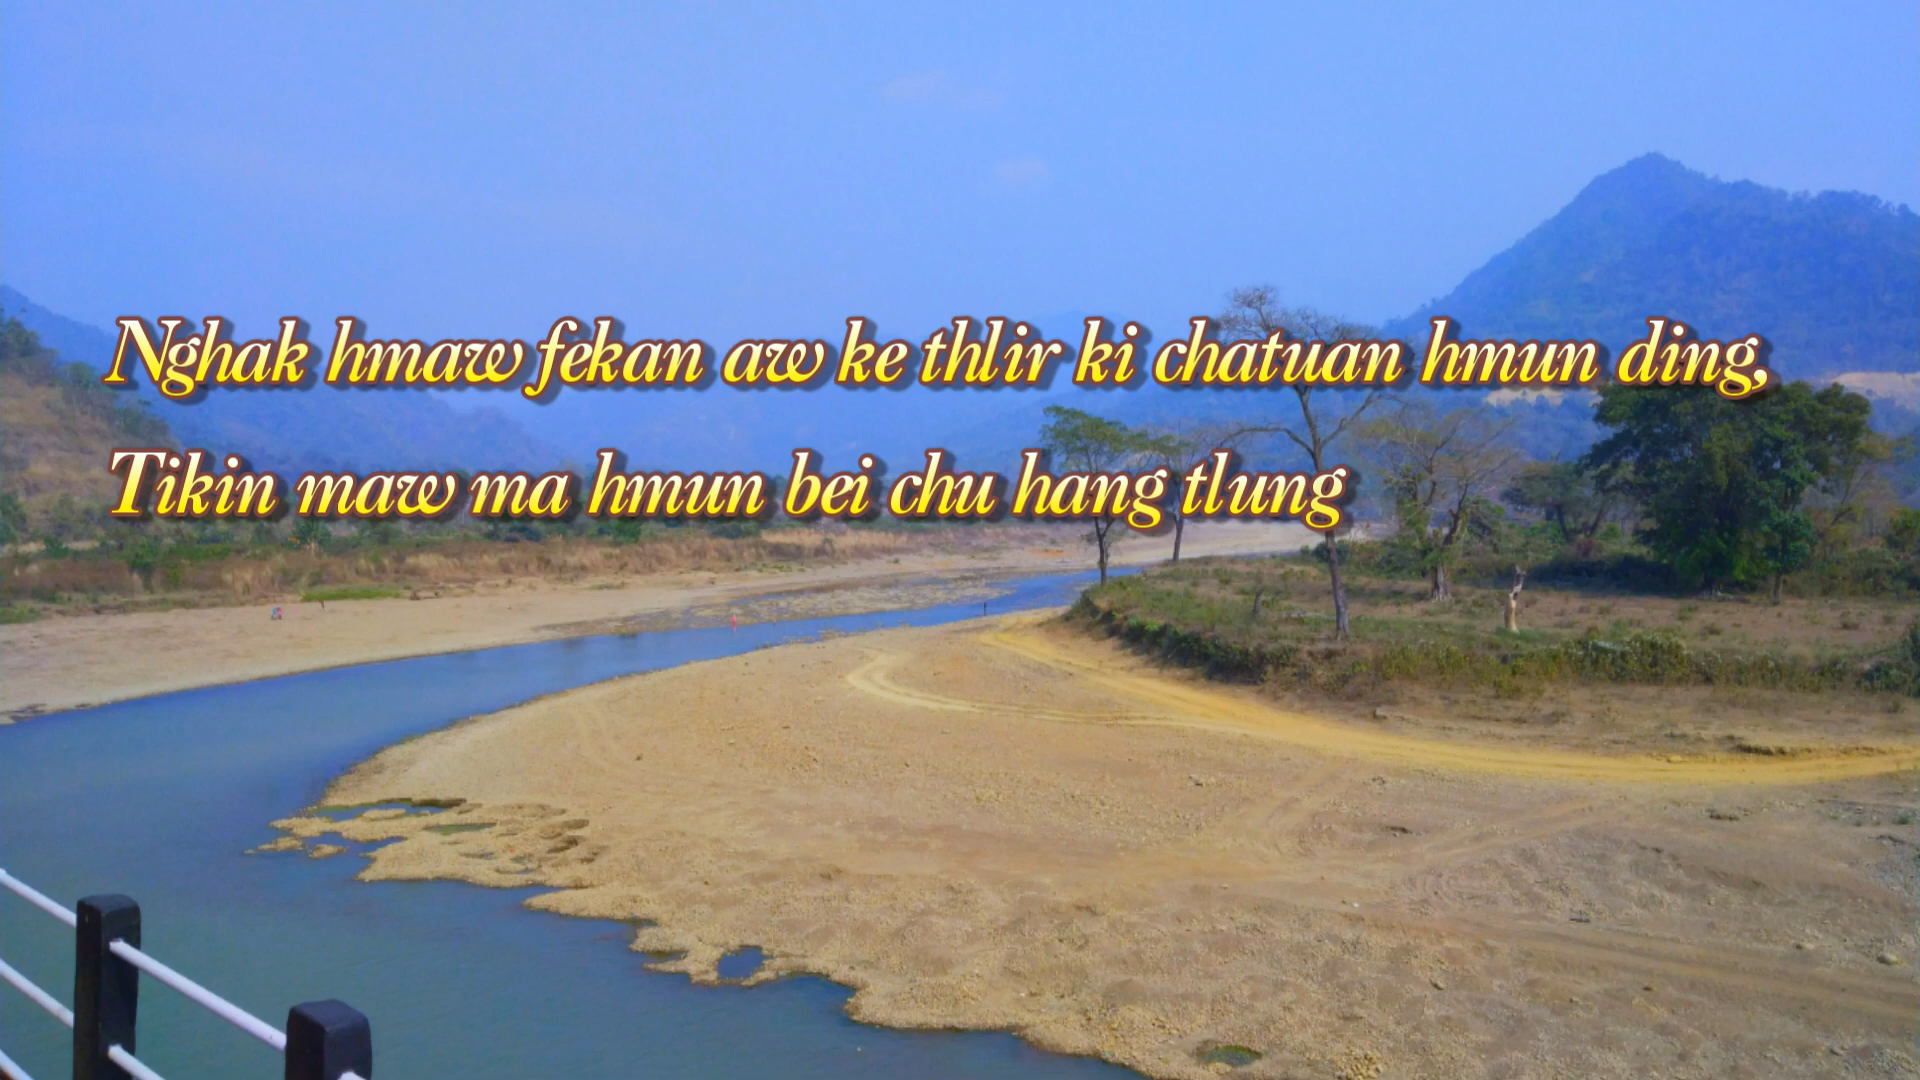 Nghak hmaw fekan aw ke thlir ki chatuan hmun ding,
Tikin maw ma hmun bei chu hang tlung